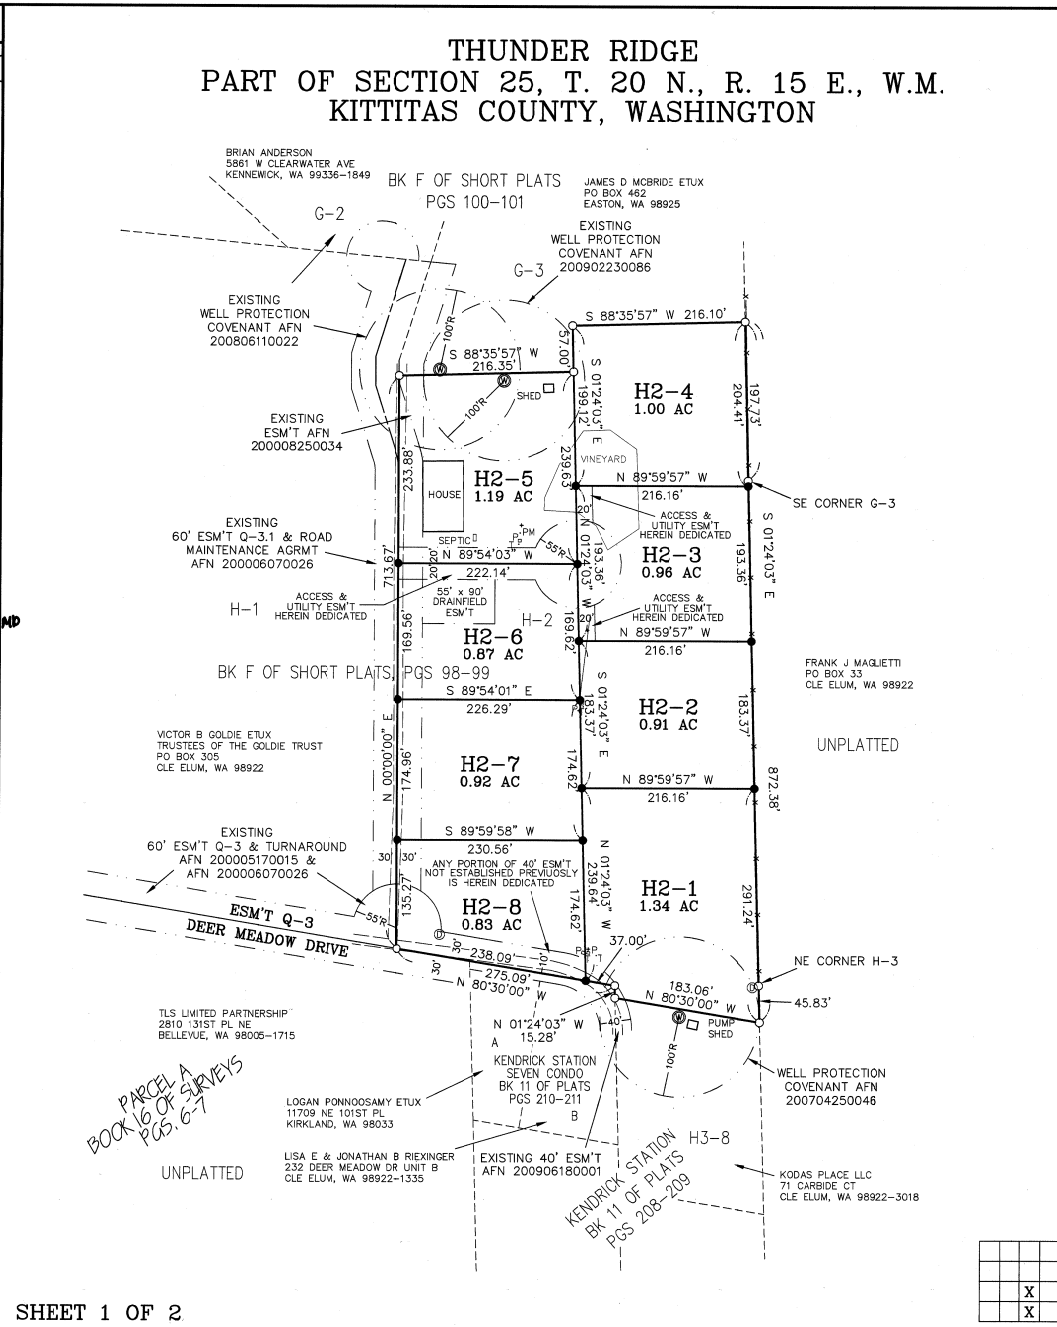 THUNDER RIDGE
PART OF SECTION 25, T. 20 N., R. 15 E., W.M.
KITTITAS COUNTY, WASHINGTON
BRIAN ANDERSON
5861 W CLEARWATER AVE
KENNEWICK, WA 99336-1849
BK F OF SHORT PLATS
PGS 100-101
JAMES D MCBRIDE ETUX
PO BOX 462
EASTON, WA 98925
G-2
EXISTING
WELL PROTECTION
COVENANT AFN
200902230086
G-3
EXISTING
WELL PROTECTION
COVENANT AFN
200806110022
100'R
S 88°35'57" W 216.10'
57.00'
S 88°35'57" W
216.35'
W
W
100'R
SHED
S 01°24'03" E
199.12'
H2-4
1.00 AC
197.73'
204.41'
EXISTING
ESM'T AFN
200008250034
233.88'
239.63'
VINEYARD
H2-5
1.19 AC
HOUSE
N 89°59'57" W
216.16'
SE CORNER G-3
20'
ACCESS &
UTILITY ESM'T
HEREIN DEDICATED
EXISTING
60' ESM'T Q-3.1 & ROAD
MAINTENANCE AGRMT
AFN 200006070026
SEPTIC
PM
P
T P
-55'R
N 89°54'03" W
222.14'
20'20'
713.67'
N 01°24'03" W
193.36'
H2-3
0.96 AC
193.36'
S 01°24'03" E
ACCESS &
UTILITY ESM'T
HEREIN DEDICATED
H-1
55' x 90'
DRAINFIELD
ESM'T
H-2
ACCESS &
UTILITY ESM'T
HEREIN DEDICATED
20'
MD
169.56'
H2-6
0.87 AC
169.62'
N 89°59'57" W
216.16'
BK F OF SHORT PLATS, PGS 98-99
FRANK J MAGLIETTI
PO BOX 33
CLE ELUM, WA 98922
S 89°54'01" E
226.29'
S 01°24'03" E
183.37'
H2-2
0.91 AC
183.37'
VICTOR B GOLDIE ETUX
TRUSTEES OF THE GOLDIE TRUST
PO BOX 305
CLE ELUM, WA 98922
UNPLATTED
N 00°00'00" E
174.96'
H2-7
0.92 AC
174.62'
N 89°59'57" W
216.16'
872.38'
EXISTING
60' ESM'T Q-3 & TURNAROUND
AFN 200005170015 &
AFN 200006070026
S 89°59'58" W
230.56'
30' 30'
ANY PORTION OF 40' ESM'T
NOT ESTABLISHED PREVIUOSLY
IS HEREIN DEDICATED
N 01°24'03" W
239.64'
H2-1
1.34 AC
291.24'
135.27'
H2-8
0.83 AC
174.62'
-55'R
ESM'T Q-3
DEER MEADOW DRIVE
D
30'
30'
238.09'
10'
275.09'
N 80°30'00" W
37.00'
NE CORNER H-3
D
183.06'
N 80°30'00" W
45.83'
W
PUMP
SHED
100'R
N 01°24'03" W
15.28'
40'
A
TLS LIMITED PARTNERSHIP
2810 131ST PL NE
BELLEVUE, WA 98005-1715
KENDRICK STATION
SEVEN CONDO
BK 11 OF PLATS
PGS 210-211
B
WELL PROTECTION
COVENANT AFN
200704250046
PARCEL A
BOOK 16 OF SURVEYS
PGS. 6-7
LOGAN PONNOOSAMY ETUX
11709 NE 101ST PL
KIRKLAND, WA 98033
H3-8
LISA E & JONATHAN B RIEXINGER
232 DEER MEADOW DR UNIT B
CLE ELUM, WA 98922-1335
EXISTING 40' ESM'T
AFN 200906180001
KENDRICK STATION
BK 11 OF PLATS
PGS 208-209
UNPLATTED
KODAS PLACE LLC
71 CARBIDE CT
CLE ELUM, WA 98922-3018
X
X
SHEET 1 OF 2